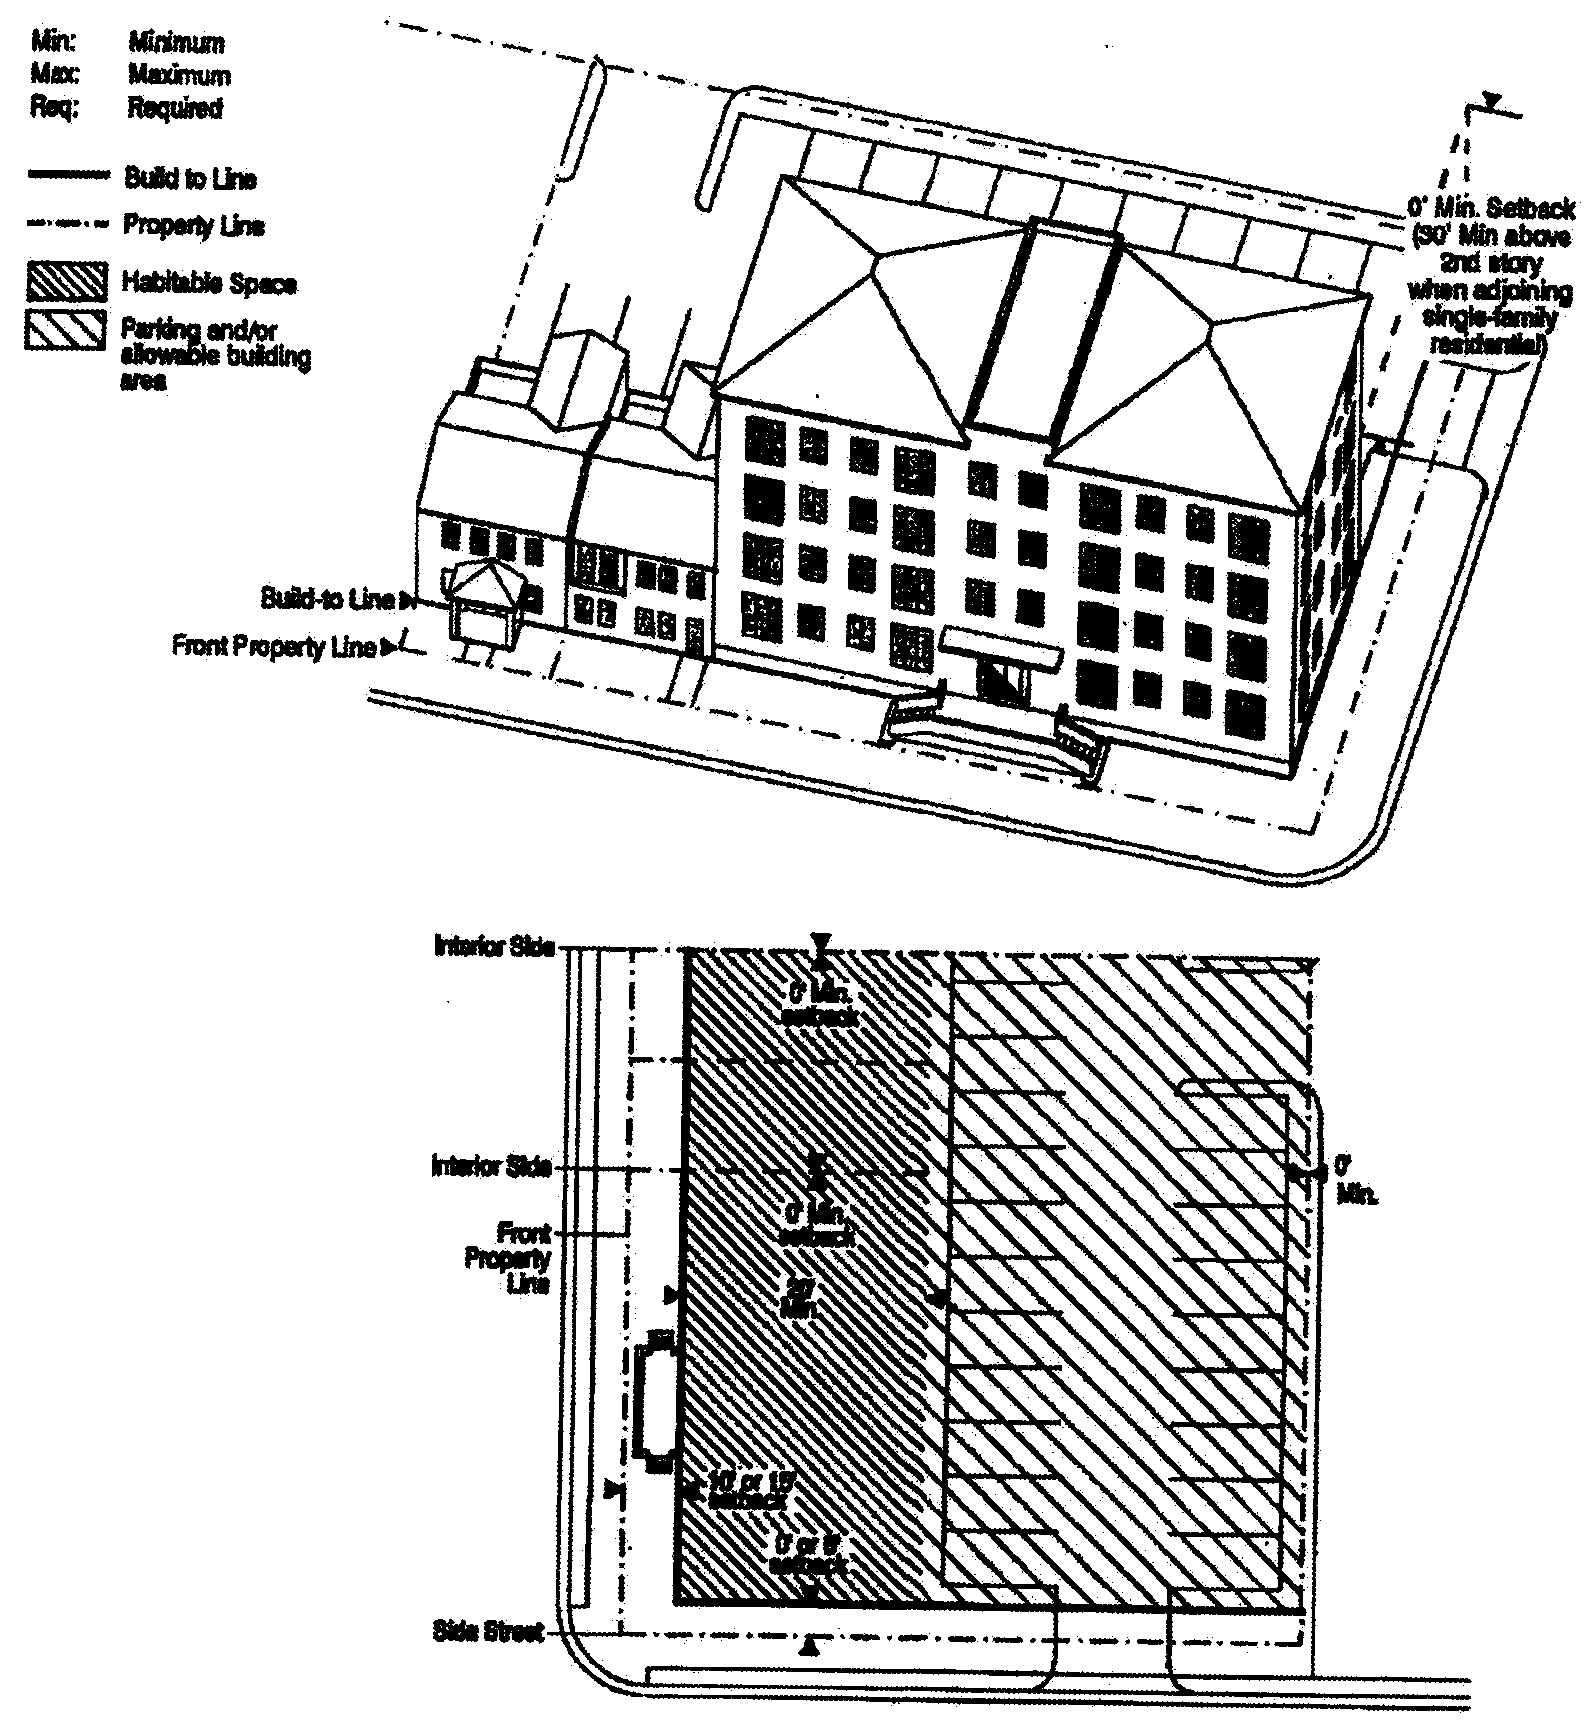 Min: Minimum
Max: Maximum
Req: Required
Build to Line
Property Line
Habitable Space
Parking and/or
allowable building
area
0' Min. Setback
(30' Min above
2nd story
when adjoining
single-family
residential)
Build-to Line
Front Property Line
Interior Side
0' Min.
setback
Interior Side
0'
Min.
0' Min.
setback
Front
Property
Line
20'
Min.
10' or 15'
setback
0' or
setback
Side Street